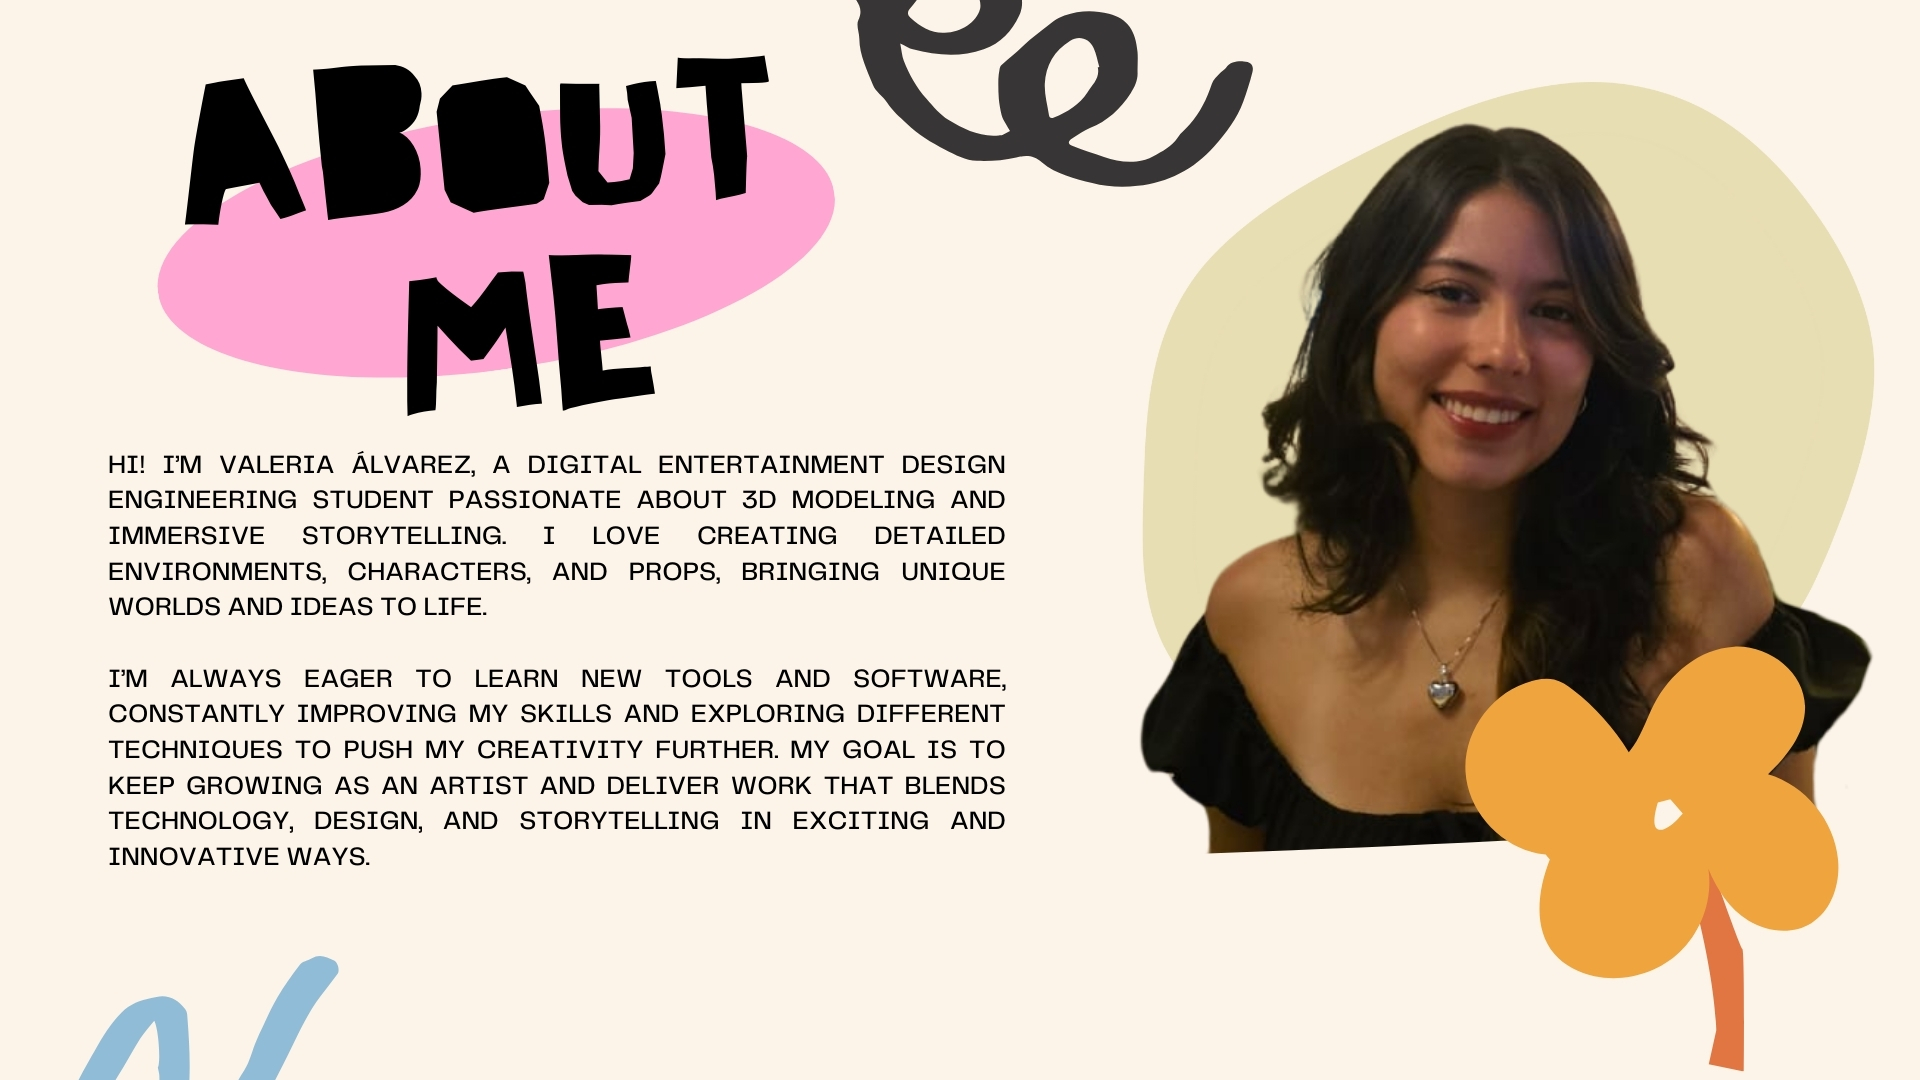 ABOUT
ME
HI! I'M VALERIA ÁLVAREZ, A DIGITAL ENTERTAINMENT DESIGN
ENGINEERING STUDENT PASSIONATE ABOUT 3D MODELING AND
IMMERSIVE STORYTELLING. I LOVE CREATING DETAILED
ENVIRONMENTS, CHARACTERS, AND PROPS, BRINGING UNIQUE
WORLDS AND IDEAS TO LIFE.
I'M ALWAYS EAGER TO LEARN NEW TOOLS AND SOFTWARE,
CONSTANTLY IMPROVING MY SKILLS AND EXPLORING DIFFERENT
TECHNIQUES TO PUSH MY CREATIVITY FURTHER. MY GOAL IS TO
KEEP GROWING AS AN ARTIST AND DELIVER WORK THAT BLENDS
TECHNOLOGY, DESIGN, AND STORYTELLING IN EXCITING AND
INNOVATIVE WAYS.